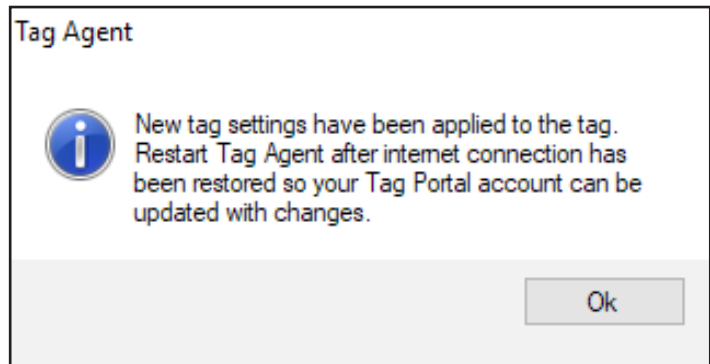 Tag Agent
New tag settings have been applied to the tag.
Restart Tag Agent after internet connection has
been restored so your Tag Portal account can be
updated with changes.
Ok